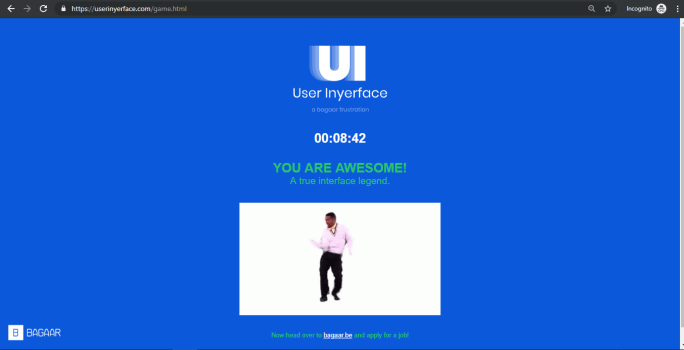 https://userinyerface.com/game.html
Incognito
UI
User Inyerface
a bagaar frustration
00:08:42
YOU ARE AWESOME!
A true interface legend.
B BAGAAR
Now head over to bagaar.be and apply for a job!